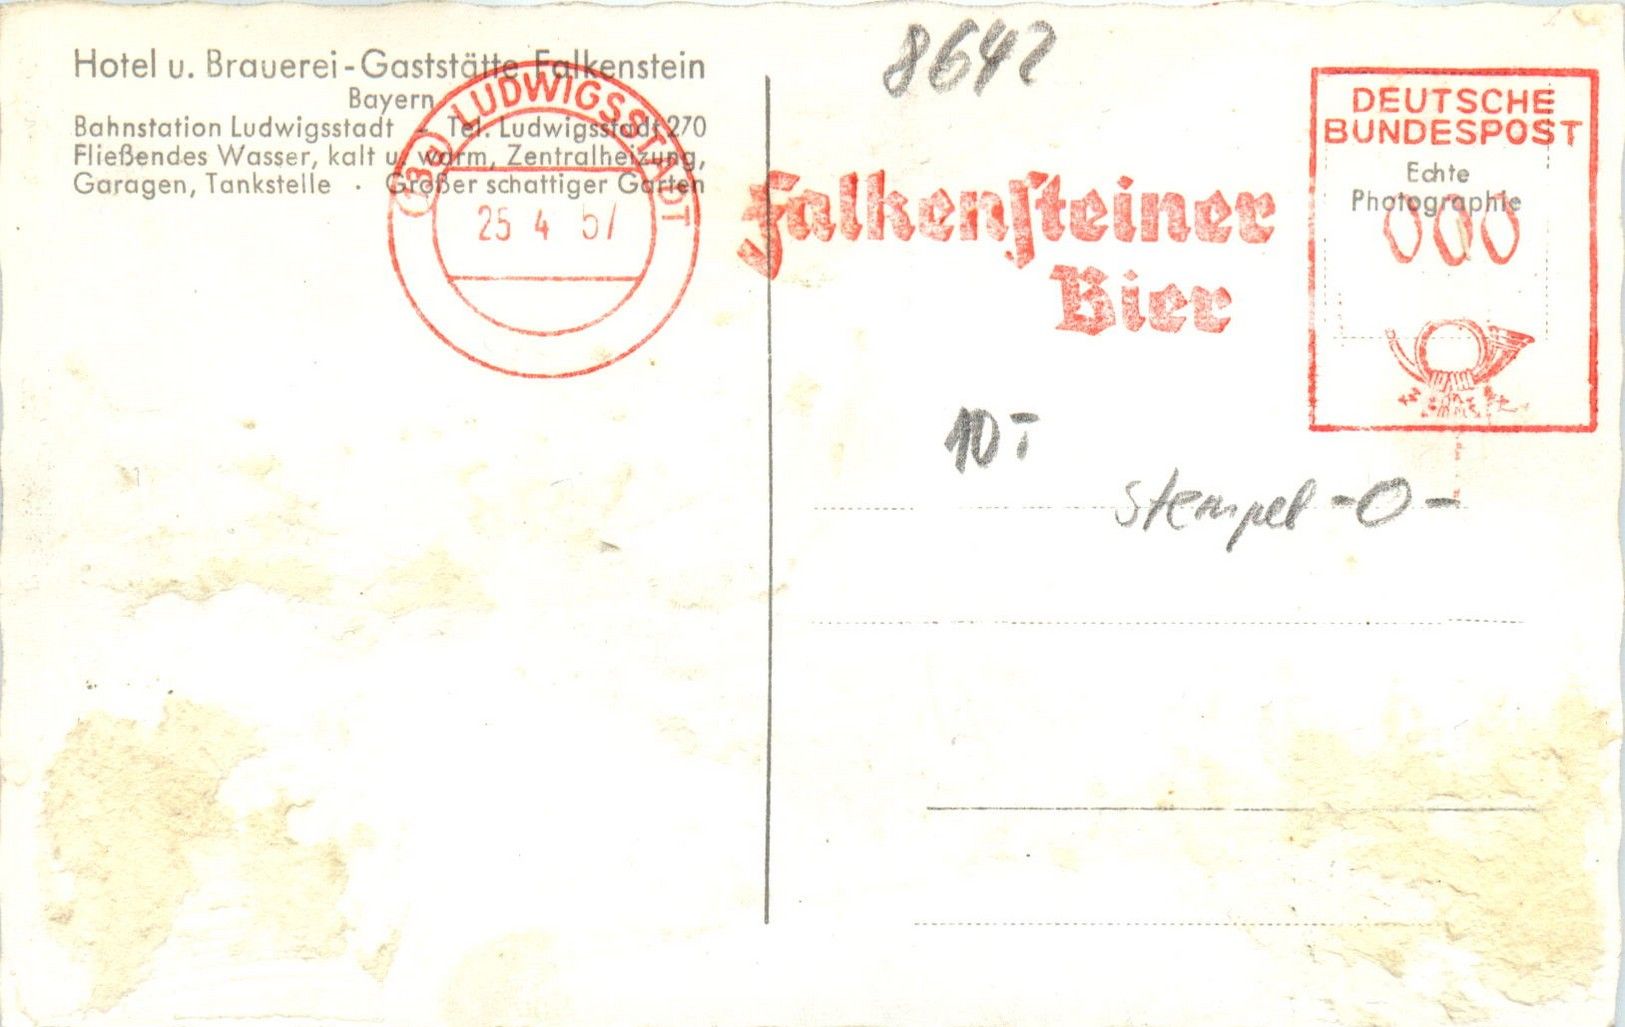 Hotel u. Brauerei-Gaststätte Falkenstein
Bayern
Bahnstation Ludwigsstadt - Tel. Ludwigsstadt 270
Fließendes Wasser, kalt u. warm, Zentralheizung,
Garagen, Tankstelle · Großer schattiger Garten
(13a) LUDWIGSSTADT
25 4 57
8642
Falkensteiner
Bier
DEUTSCHE
BUNDESPOST
Echte
Photographie
000
10,-
Stempel -0-